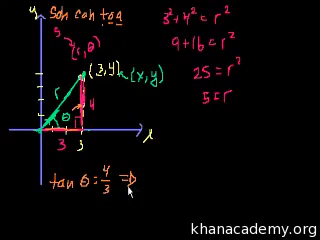 y
Soh cah toa
5
(r, θ)
(3,4)
(x,y)
r
θ
4
3
3
x
3² + 4² = r²
9 + 16 = r²
25 = r²
5 = r
tan θ = 4/3 ⇒
khanacademy.org